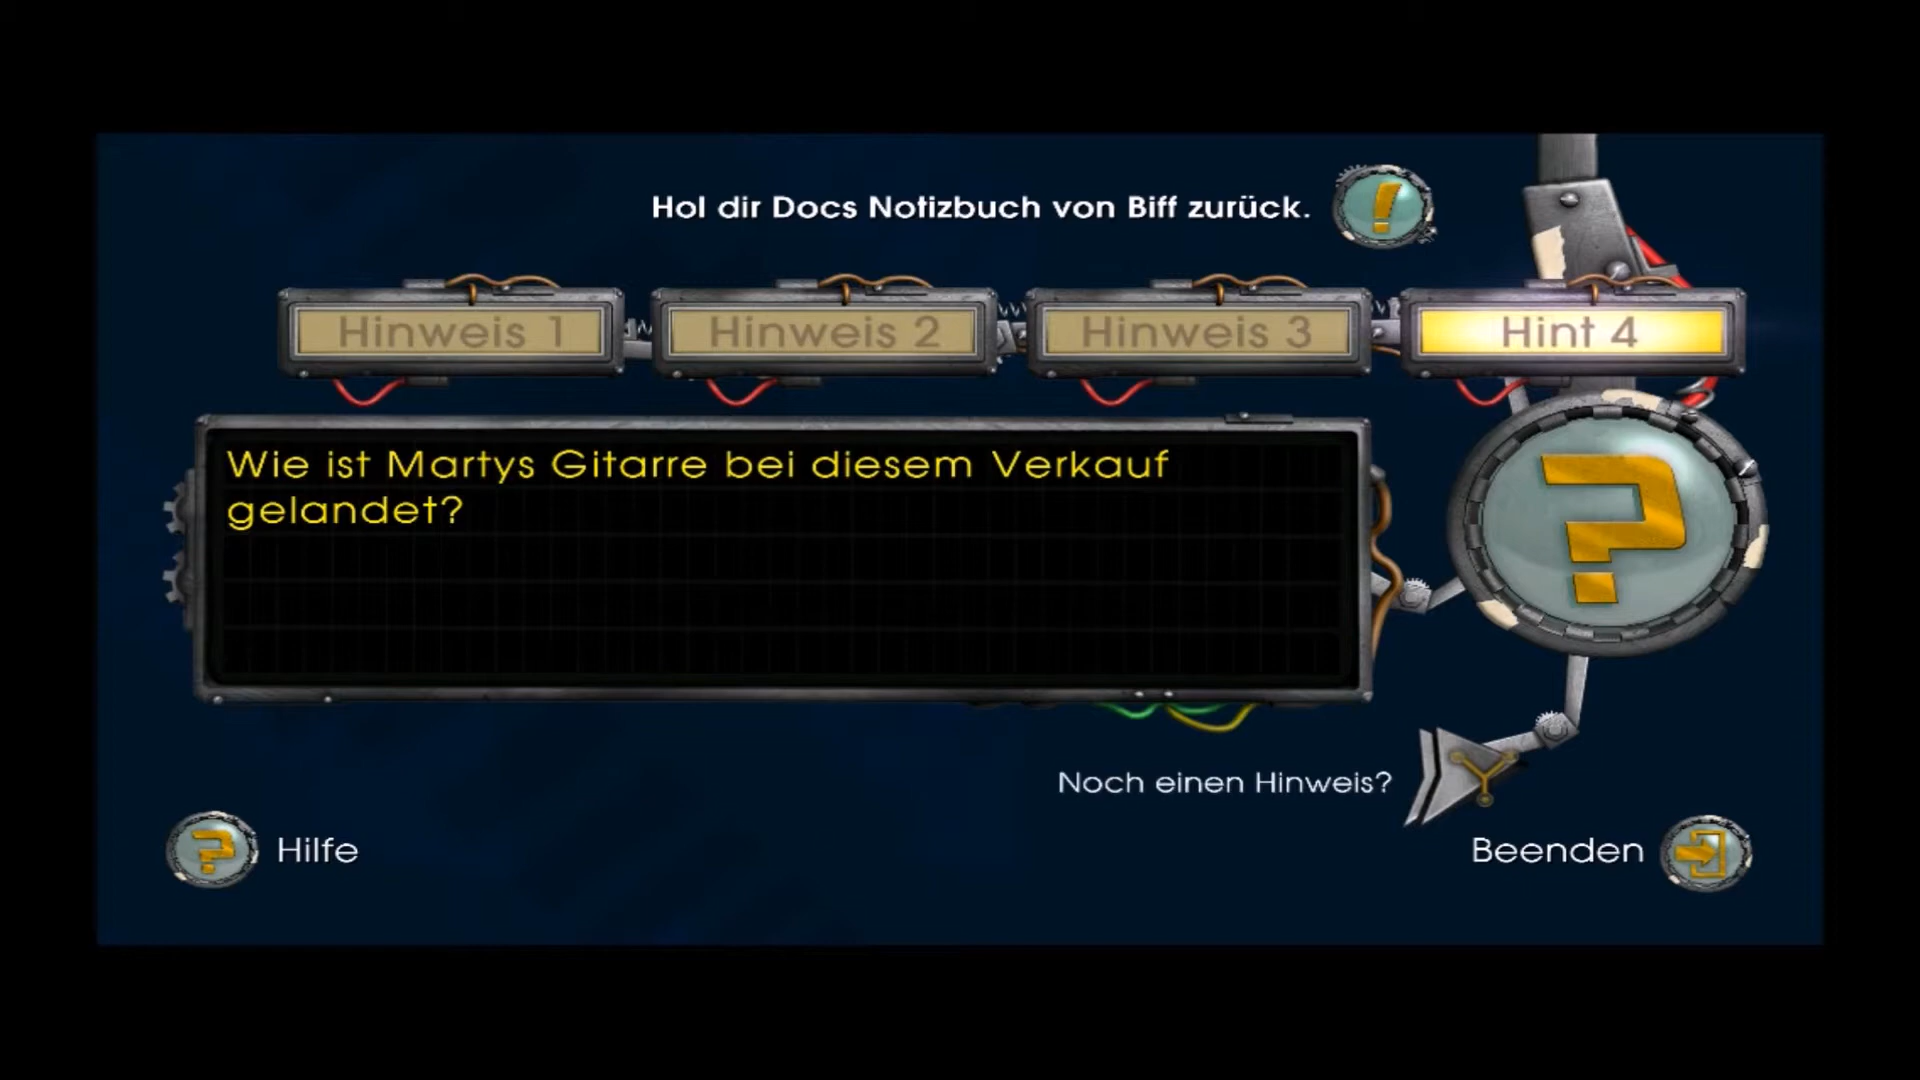 Hol dir Docs Notizbuch von Biff zurück.
Hinweis 1
Hinweis 2
Hinweis 3
Hint 4
Wie ist Martys Gitarre bei diesem Verkauf
gelandet?
Noch einen Hinweis?
Hilfe
Beenden